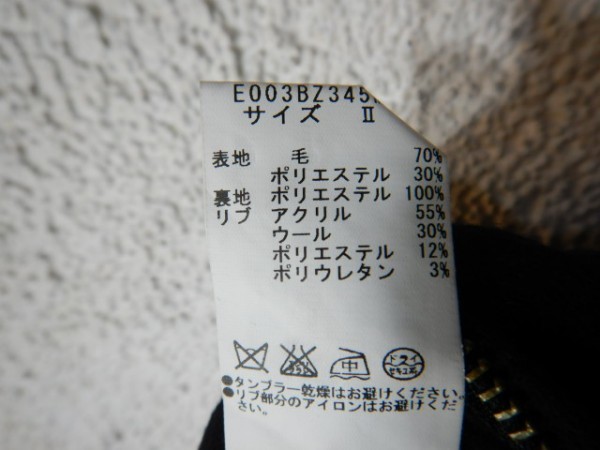 E003BZ345
サイズ Ⅱ
表地 毛 70%
ポリエステル 30%
裏地 ポリエステル 100%
リブ アクリル 55%
ウール 30%
ポリエステル 12%
ポリウレタン 3%
中 ドライ セキユ系
●タンブラー乾燥はお避けください。
●リブ部分のアイロンはお避けくだ
さい。